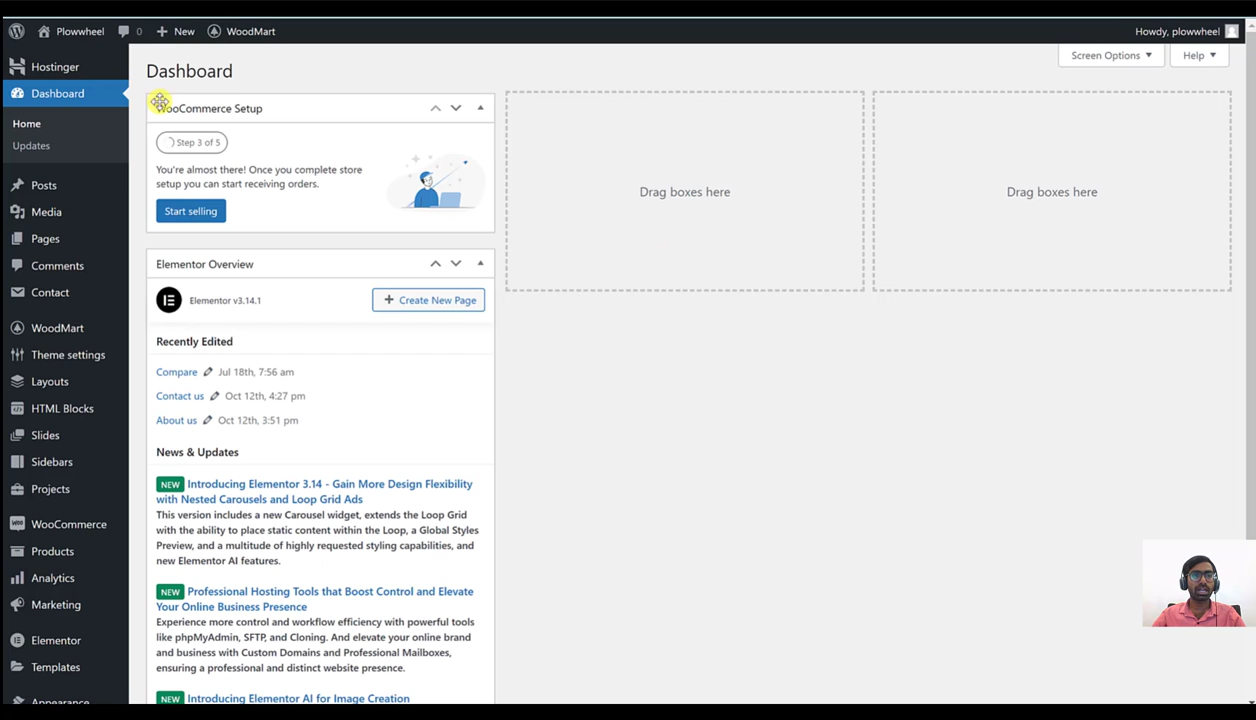 Plowwheel 0 New WoodMart Howdy, plowwheel
Hostinger
Dashboard
Home
Updates
Posts
Media
Pages
Comments
Contact
WoodMart
Theme settings
Layouts
HTML Blocks
Slides
Sidebars
Projects
WooCommerce
Products
Analytics
Marketing
Elementor
Templates
Appearance
Screen Options Help
Dashboard
WooCommerce Setup
Step 3 of 5
You're almost there! Once you complete store
setup you can start receiving orders.
Start selling
Elementor Overview
Elementor v3.14.1 Create New Page
Recently Edited
Compare Jul 18th, 7:56 am
Contact us Oct 12th, 4:27 pm
About us Oct 12th, 3:51 pm
News & Updates
NEW Introducing Elementor 3.14 - Gain More Design Flexibility
with Nested Carousels and Loop Grid Ads
This version includes a new Carousel widget, extends the Loop Grid
with the ability to place static content within the Loop, a Global Styles
Preview, and a multitude of highly requested styling capabilities, and
new Elementor AI features.
NEW Professional Hosting Tools that Boost Control and Elevate
Your Online Business Presence
Experience more control and workflow efficiency with powerful tools
like phpMyAdmin, SFTP, and Cloning. And elevate your online brand
and business with Custom Domains and Professional Mailboxes,
ensuring a professional and distinct website presence.
NEW Introducing Elementor AI for Image Creation
Drag boxes here
Drag boxes here